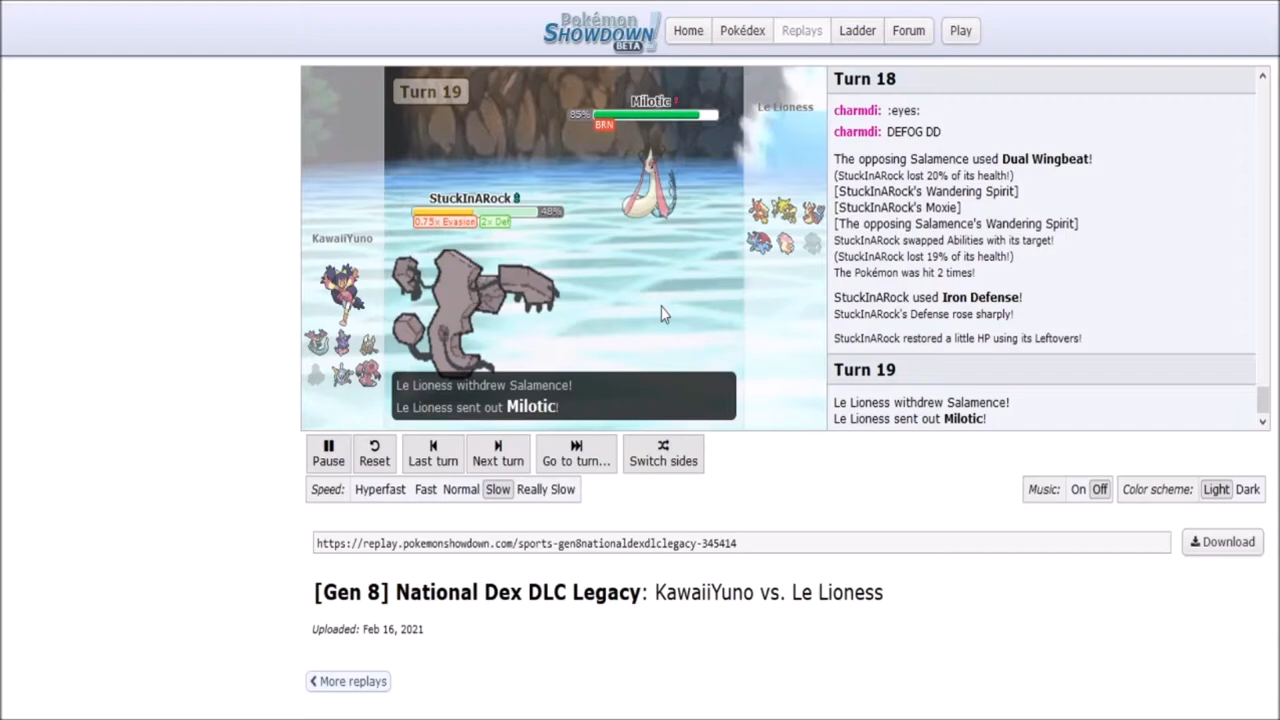 Pokémon
SHOWDOWN!
BETA
Home
Pokédex
Replays
Ladder
Forum
Play
Turn 19
Milotic
85%
BRN
Le Lioness
StuckInARock
48%
0.75× Evasion
2× Def
KawaiiYuno
Le Lioness withdrew Salamence!
Le Lioness sent out Milotic!
Turn 18
charmdi: :eyes:
charmdi: DEFOG DD
The opposing Salamence used Dual Wingbeat!
(StuckInARock lost 20% of its health!)
[StuckInARock's Wandering Spirit]
[StuckInARock's Moxie]
[The opposing Salamence's Wandering Spirit]
StuckInARock swapped Abilities with its target!
(StuckInARock lost 19% of its health!)
The Pokémon was hit 2 times!
StuckInARock used Iron Defense!
StuckInARock's Defense rose sharply!
StuckInARock restored a little HP using its Leftovers!
Turn 19
Le Lioness withdrew Salamence!
Le Lioness sent out Milotic!
Pause
Reset
Last turn
Next turn
Go to turn...
Switch sides
Speed: Hyperfast Fast Normal Slow Really Slow
Music: On Off
Color scheme: Light Dark
https://replay.pokemonshowdown.com/sports-gen8nationaldexdlclegacy-345414
Download
[Gen 8] National Dex DLC Legacy: KawaiiYuno vs. Le Lioness
Uploaded: Feb 16, 2021
More replays